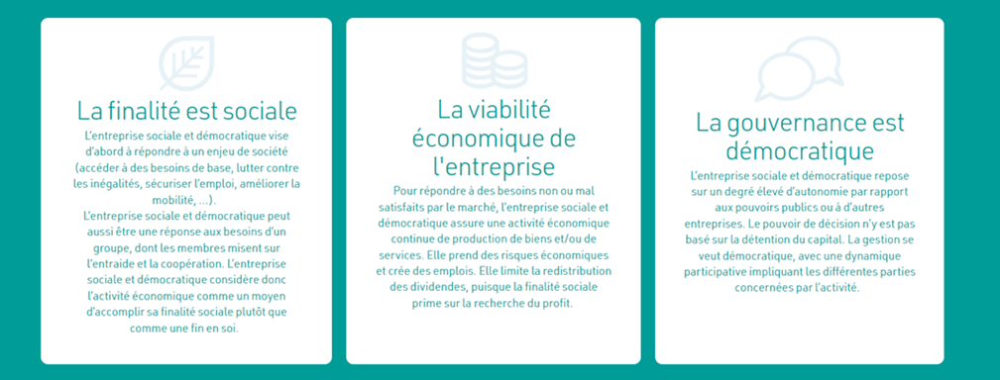 La finalité est sociale
L'entreprise sociale et démocratique vise
d'abord à répondre à un enjeu de société
(accéder à des besoins de base, lutter contre
les inégalités, sécuriser l'emploi, améliorer la
mobilité, ...).
L'entreprise sociale et démocratique peut
aussi être une réponse aux besoins d'un
groupe, dont les membres misent sur
l'entraide et la coopération. L'entreprise
sociale et démocratique considère donc
l'activité économique comme un moyen
d'accomplir sa finalité sociale plutôt que
comme une fin en soi.
La viabilité
économique de
l'entreprise
Pour répondre à des besoins non ou mal
satisfaits par le marché, l'entreprise sociale et
démocratique assure une activité économique
continue de production de biens et/ou de
services. Elle prend des risques économiques
et crée des emplois. Elle limite la redistribution
des dividendes, puisque la finalité sociale
prime sur la recherche du profit.
La gouvernance est
démocratique
L'entreprise sociale et démocratique repose
sur un degré élevé d'autonomie par rapport
aux pouvoirs publics ou à d'autres
entreprises. Le pouvoir de décision n'y est pas
basé sur la détention du capital. La gestion se
veut démocratique, avec une dynamique
participative impliquant les différentes parties
concernées par l'activité.